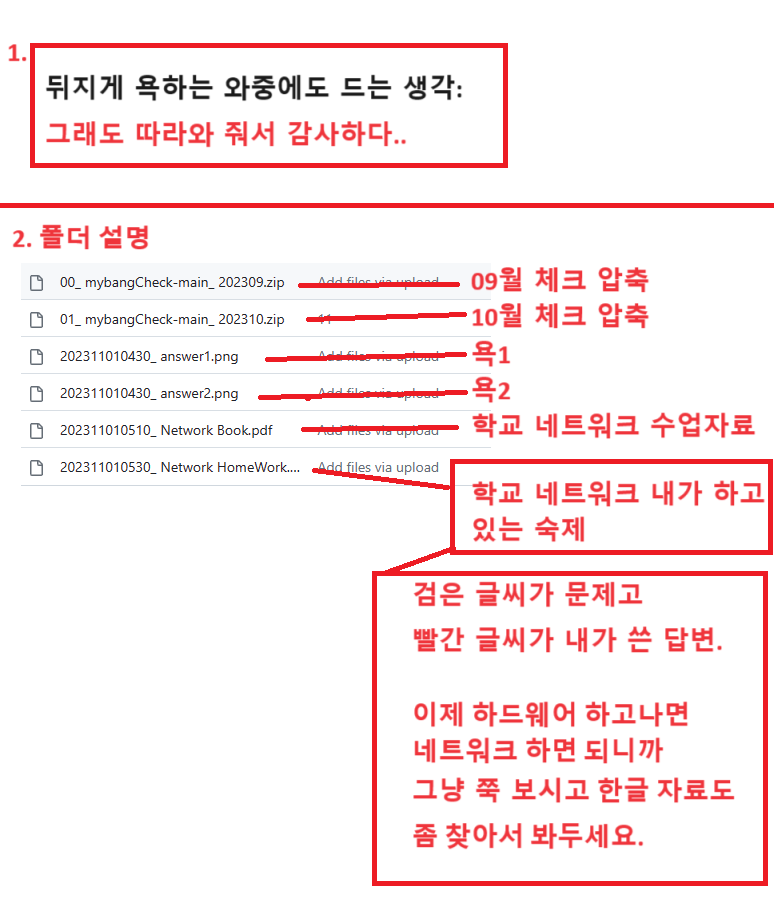 1.
뒤지게 욕하는 와중에도 드는 생각:
그래도 따라와 줘서 감사하다..
2. 폴더 설명
00_ mybangCheck-main_ 202309.zip Add files via upload 09월 체크 압축
01_ mybangCheck-main_ 202310.zip 10월 체크 압축
202311010430_ answer1.png Add files via upload 욕1
202311010430_ answer2.png Add files via upload 욕2
202311010510_ Network Book.pdf Add files via upload 학교 네트워크 수업자료
202311010530_ Network HomeWork.... Add files via upload
학교 네트워크 내가 하고
있는 숙제
검은 글씨가 문제고
빨간 글씨가 내가 쓴 답변.
이제 하드웨어 하고나면
네트워크 하면 되니까
그냥 쭉 보시고 한글 자료도
좀 찾아서 봐두세요.